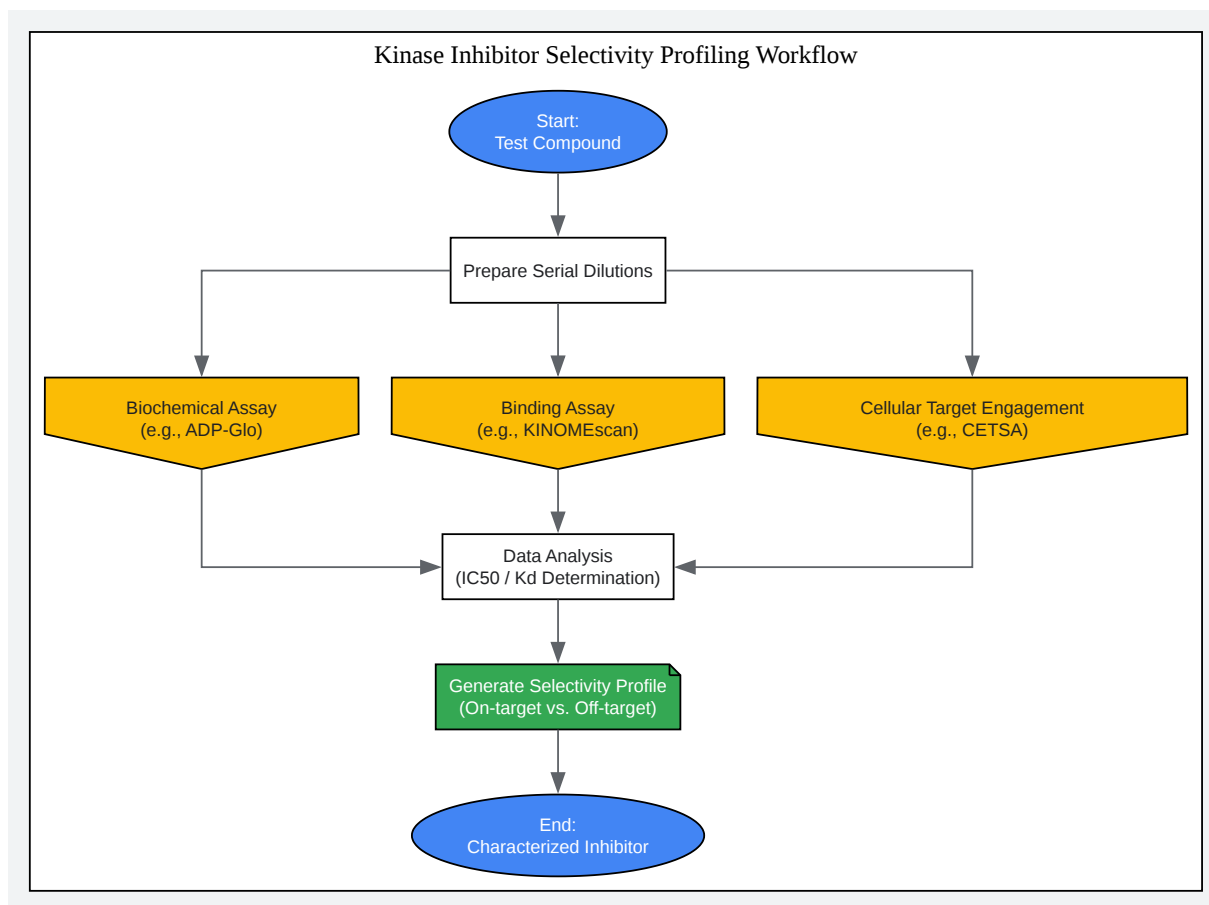 Kinase Inhibitor Selectivity Profiling Workflow
Start:
Test Compound
Prepare Serial Dilutions
Biochemical Assay
(e.g., ADP-Glo)
Binding Assay
(e.g., KINOMEscan)
Cellular Target Engagement
(e.g., CETSA)
Data Analysis
(IC50 / Kd Determination)
Generate Selectivity Profile
(On-target vs. Off-target)
End:
Characterized Inhibitor